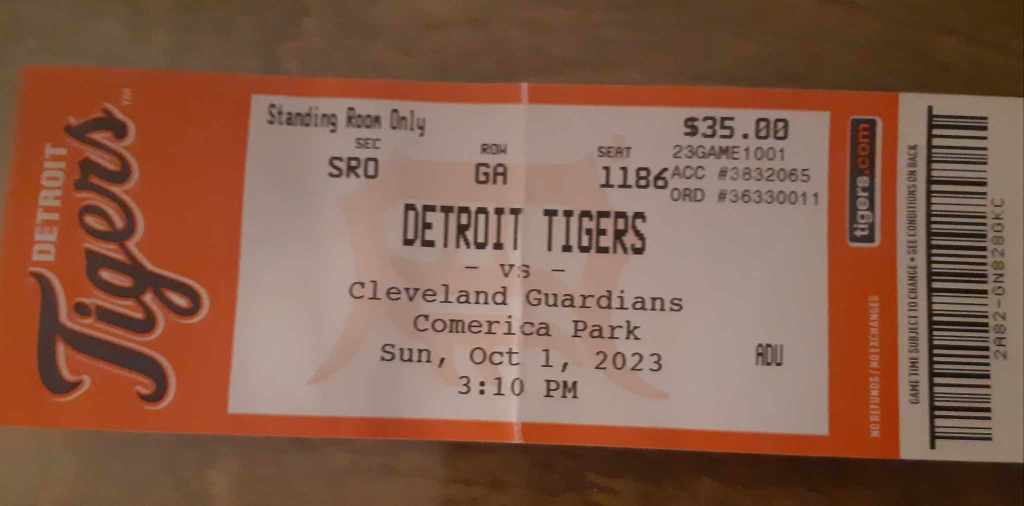 DETROIT
Tigers™
Standing Room Only
$35.00
SEC ROW SEAT 23GAME1001
SRO GA 1186 ACC #3832065
ORD #36330011
DETROIT TIGERS
- vs -
Cleveland Guardians
Comerica Park
Sun, Oct 1, 2023
ADU
3:10 PM
tigers.com
NO REFUNDS / NO EXCHANGES
GAME TIME SUBJECT TO CHANGE • SEE CONDITIONS ON BACK
2A82-GN828GKC